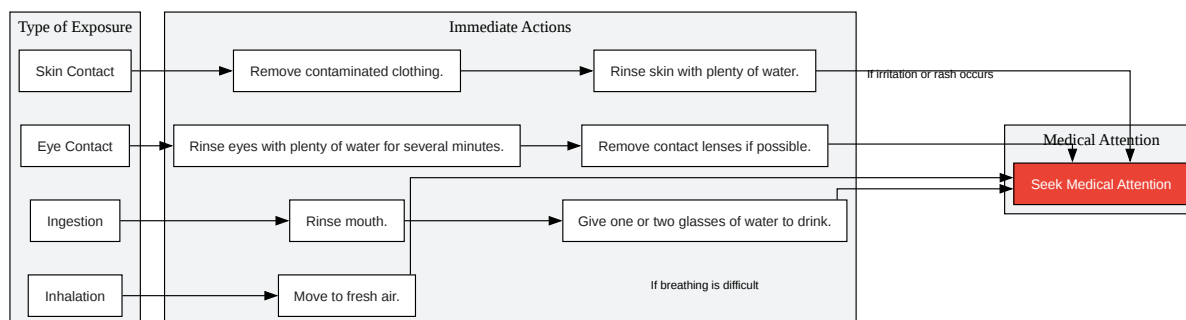 Type of Exposure
Immediate Actions
Skin Contact
Remove contaminated clothing.
Rinse skin with plenty of water.
If irritation or rash occurs
Eye Contact
Rinse eyes with plenty of water for several minutes.
Remove contact lenses if possible.
Medical Attention
Seek Medical Attention
Ingestion
Rinse mouth.
Give one or two glasses of water to drink.
Inhalation
Move to fresh air.
If breathing is difficult